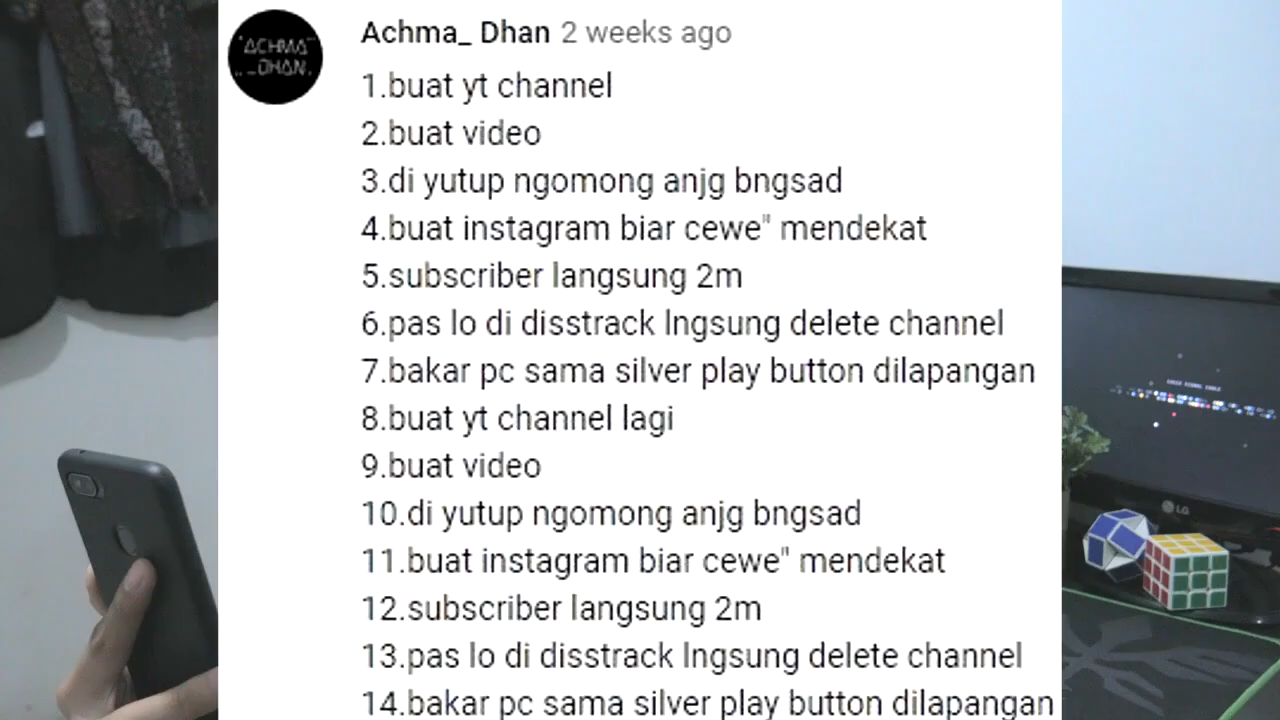 Achma_ Dhan 2 weeks ago
ACHMA
_DHAN.
1.buat yt channel
2.buat video
3.di yutup ngomong anjg bngsad
4.buat instagram biar cewe" mendekat
5.subscriber langsung 2m
6.pas lo di disstrack lngsung delete channel
7.bakar pc sama silver play button dilapangan
8.buat yt channel lagi
9.buat video
10.di yutup ngomong anjg bngsad
11.buat instagram biar cewe" mendekat
12.subscriber langsung 2m
13.pas lo di disstrack lngsung delete channel
14.bakar pc sama silver play button dilapangan
LG